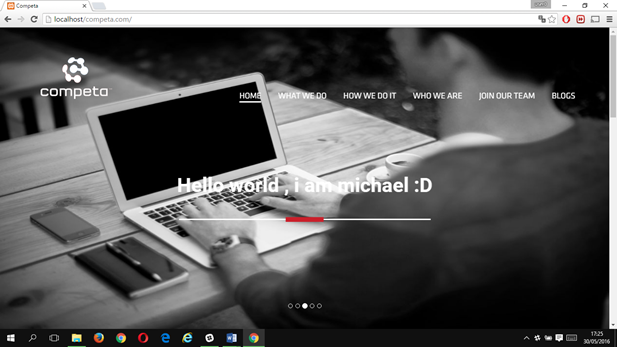 Competa
localhost/competa.com/
competa
HOME WHAT WE DO HOW WE DO IT WHO WE ARE JOIN OUR TEAM BLOGS
Hello world , i am michael :D
17:25
30/05/2016